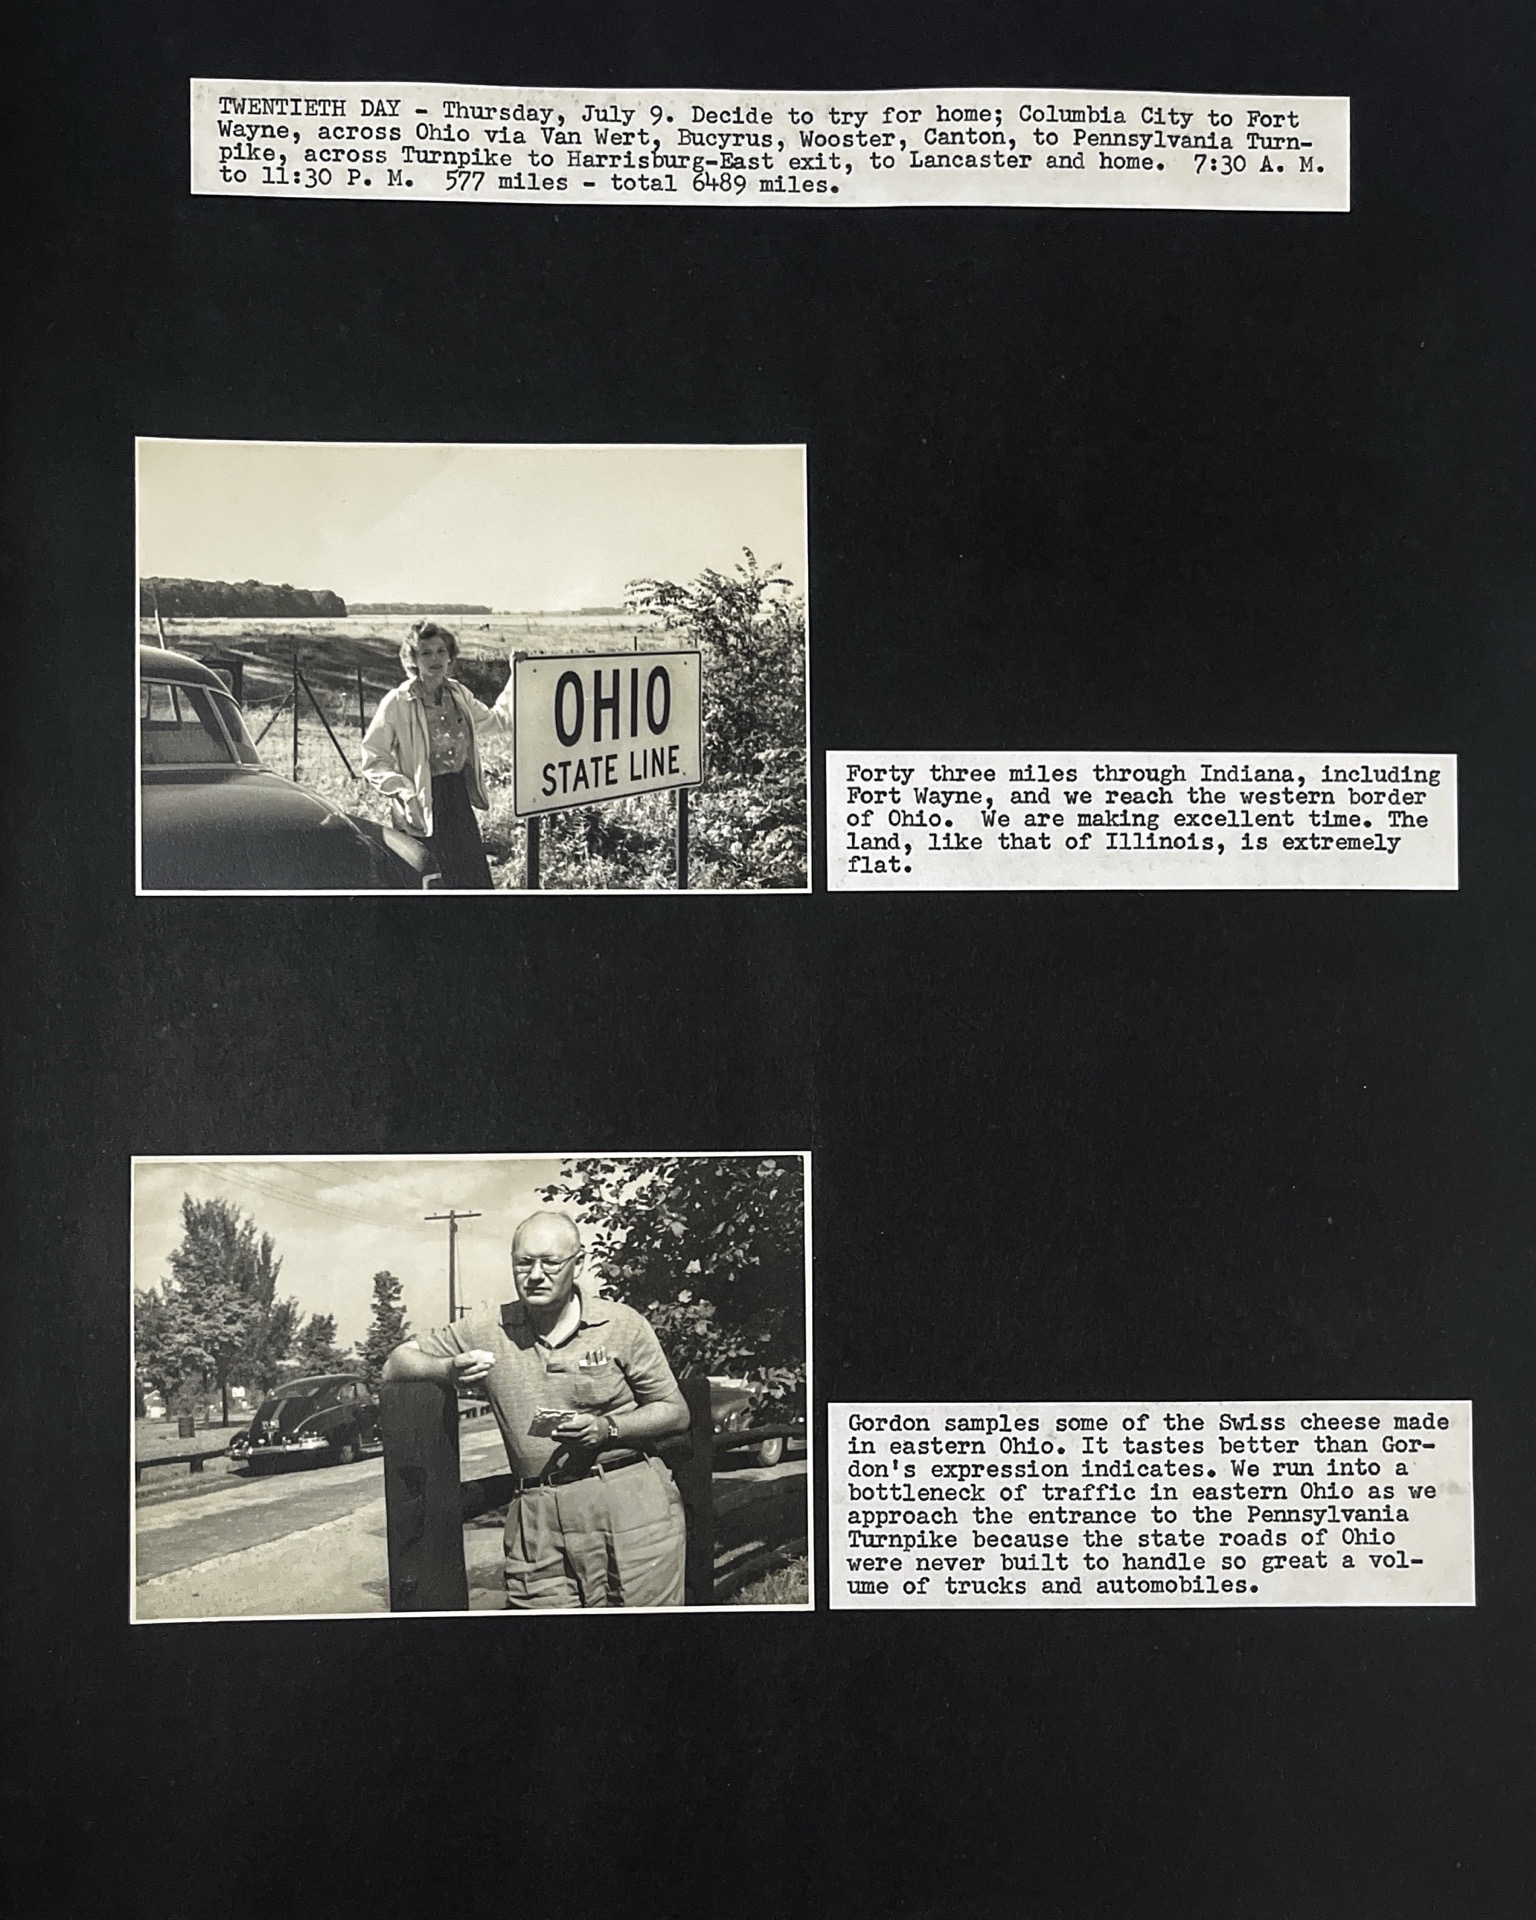 TWENTIETH DAY - Thursday, July 9. Decide to try for home; Columbia City to Fort
Wayne, across Ohio via Van Wert, Bucyrus, Wooster, Canton, to Pennsylvania Turn-
pike, across Turnpike to Harrisburg-East exit, to Lancaster and home. 7:30 A. M.
to 11:30 P. M. 577 miles - total 6489 miles.
OHIO
STATE LINE
Forty three miles through Indiana, including
Fort Wayne, and we reach the western border
of Ohio. We are making excellent time. The
land, like that of Illinois, is extremely
flat.
Gordon samples some of the Swiss cheese made
in eastern Ohio. It tastes better than Gor-
don's expression indicates. We run into a
bottleneck of traffic in eastern Ohio as we
approach the entrance to the Pennsylvania
Turnpike because the state roads of Ohio
were never built to handle so great a vol-
ume of trucks and automobiles.